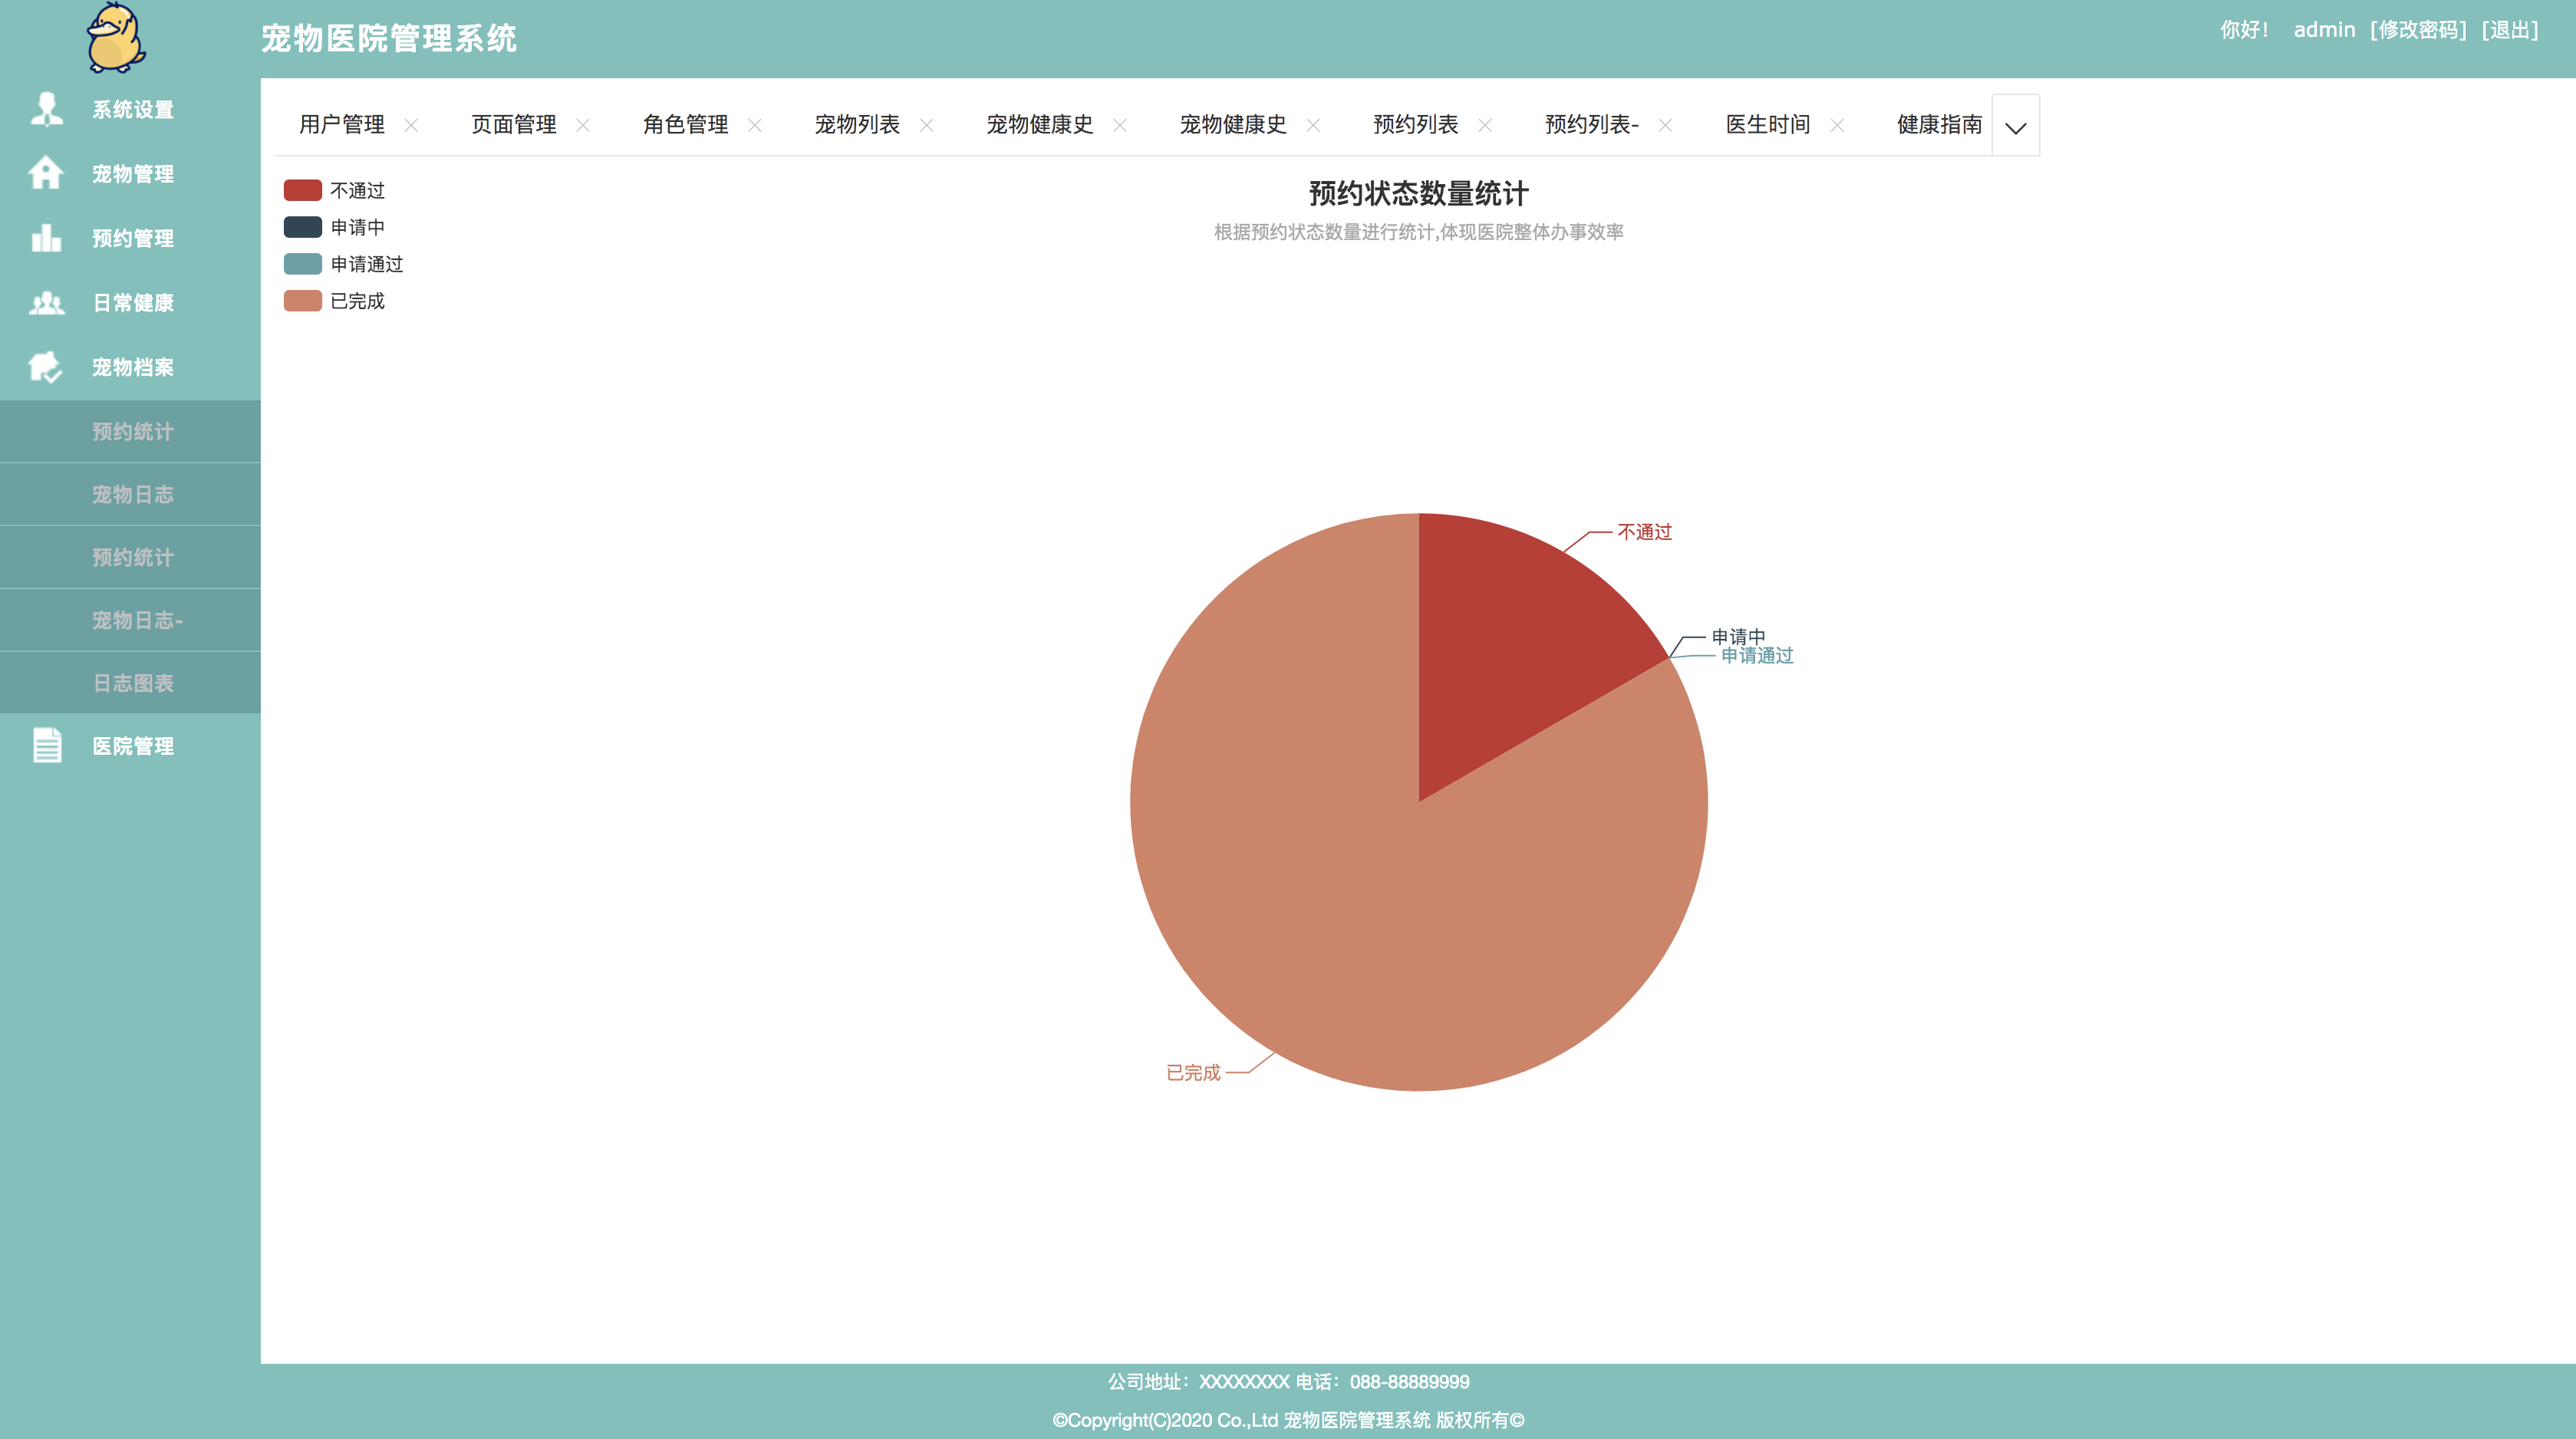 宠物医院管理系统
你好! admin [修改密码] [退出]
系统设置
宠物管理
预约管理
日常健康
宠物档案
预约统计
宠物日志
预约统计
宠物日志-
日志图表
医院管理
用户管理 页面管理 角色管理 宠物列表 宠物健康史 宠物健康史 预约列表 预约列表- 医生时间 健康指南
不通过
申请中
申请通过
已完成
预约状态数量统计
根据预约状态数量进行统计,体现医院整体办事效率
不通过
申请中
申请通过
已完成
公司地址：XXXXXXXX 电话：088-88889999
©Copyright(C)2020 Co.,Ltd 宠物医院管理系统 版权所有©